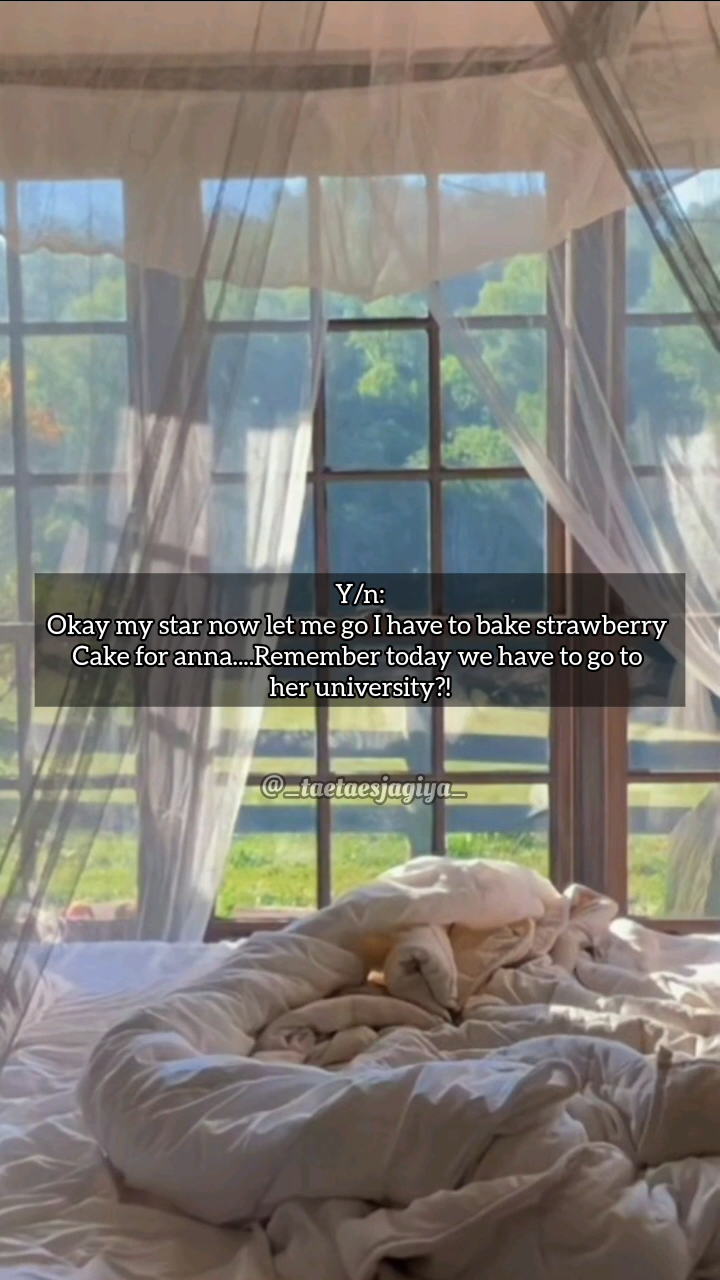 Y/n:
Okay my star now let me go I have to bake strawberry
Cake for anna....Remember today we have to go to
her university?!
@_taetaesjagiya_